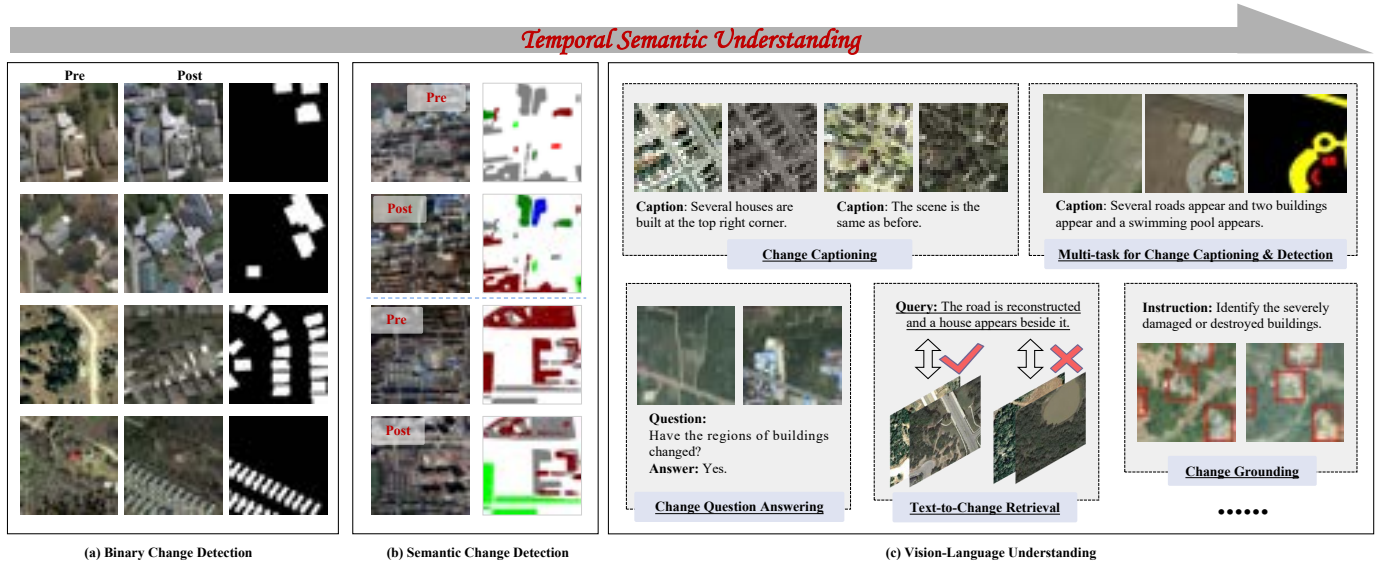 Temporal Semantic Understanding
Pre
Post
Pre
Post
Pre
Post
(a) Binary Change Detection
(b) Semantic Change Detection
Caption: Several houses are
built at the top right corner.
Caption: The scene is the
same as before.
Change Captioning
Caption: Several roads appear and two buildings
appear and a swimming pool appears.
Multi-task for Change Captioning & Detection
Question:
Have the regions of buildings
changed?
Answer: Yes.
Change Question Answering
Query: The road is reconstructed
and a house appears beside it.
Text-to-Change Retrieval
Instruction: Identify the severely
damaged or destroyed buildings.
Change Grounding
......
(c) Vision-Language Understanding